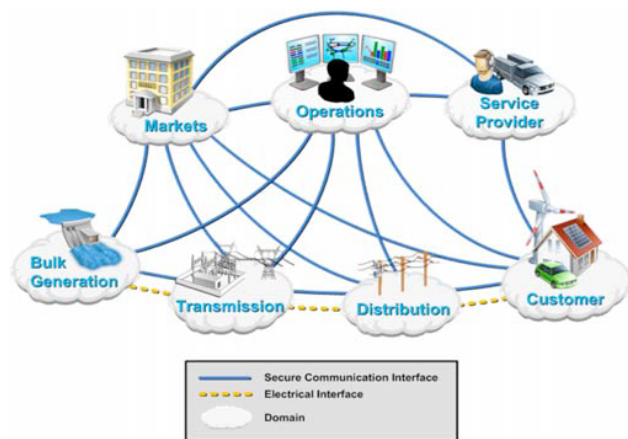 Markets
Operations
Service
Provider
Bulk
Generation
Transmission
Distribution
Customer
Secure Communication Interface
Electrical Interface
Domain